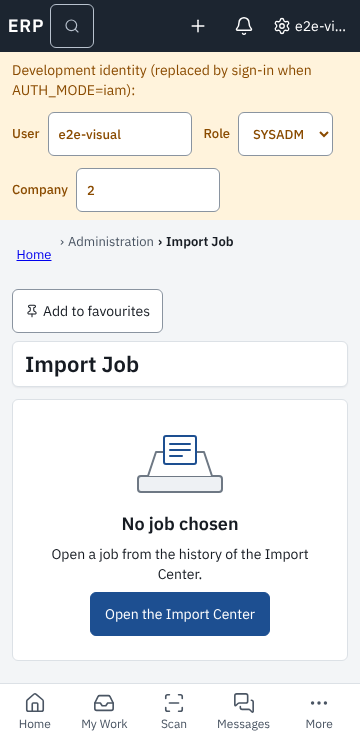 ERP
e2e-vi...
Development identity (replaced by sign-in when
AUTH_MODE=iam):
User e2e-visual Role SYSADM
Company 2
Home › Administration › Import Job
Add to favourites
Import Job
No job chosen
Open a job from the history of the Import
Center.
Open the Import Center
Home My Work Scan Messages More